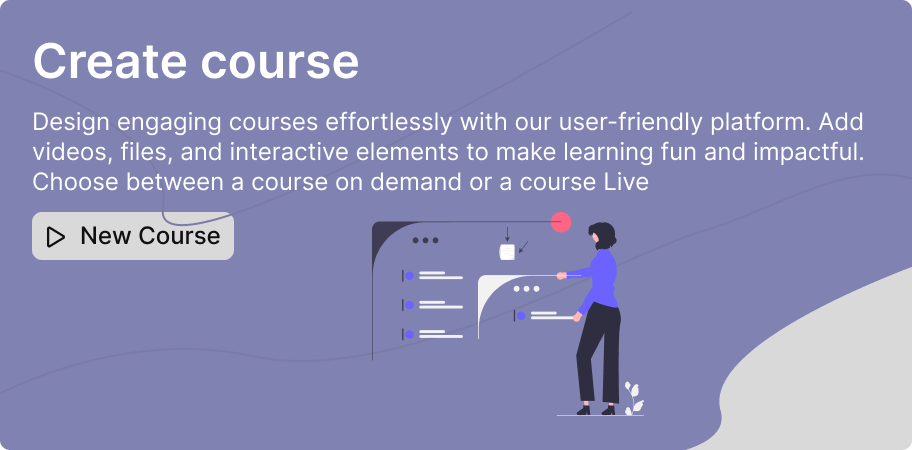 Create course
Design engaging courses effortlessly with our user-friendly platform. Add
videos, files, and interactive elements to make learning fun and impactful.
Choose between a course on demand or a course Live
New Course